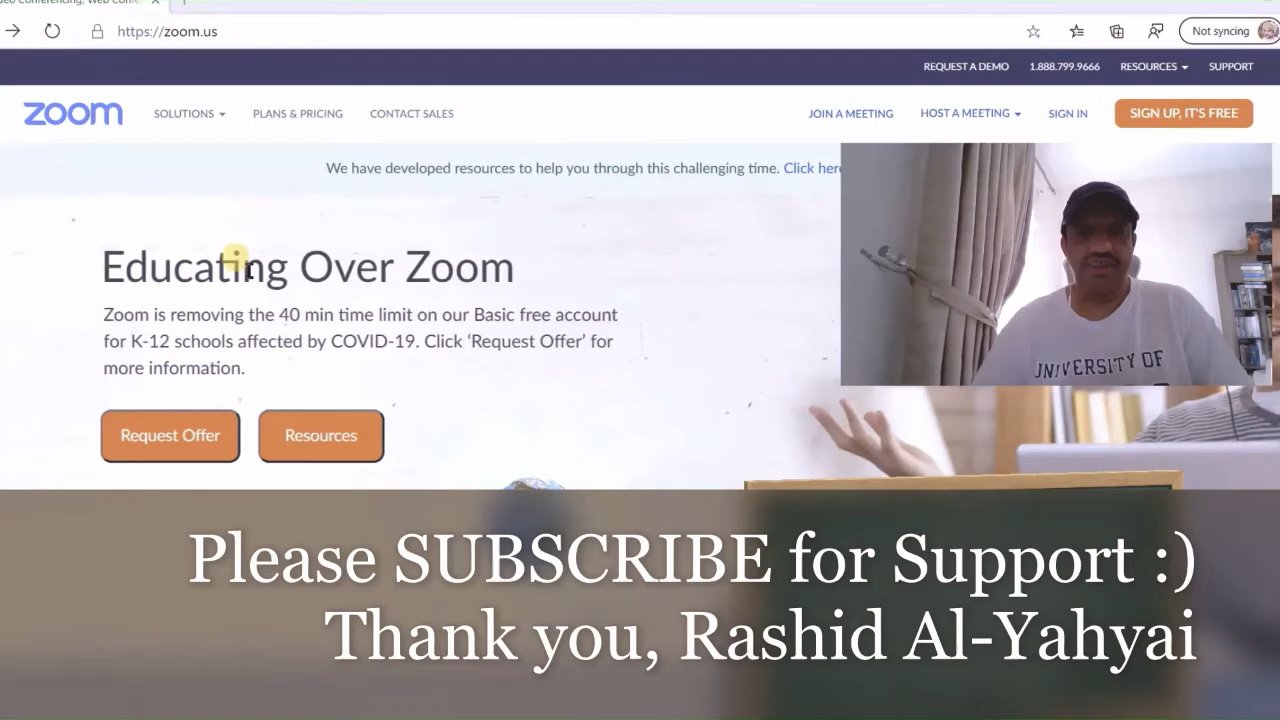 https://zoom.us
Not syncing
REQUEST A DEMO 1.888.799.9666 RESOURCES SUPPORT
zoom SOLUTIONS PLANS & PRICING CONTACT SALES JOIN A MEETING HOST A MEETING SIGN IN SIGN UP, IT'S FREE
We have developed resources to help you through this challenging time. Click here
Educating Over Zoom
Zoom is removing the 40 min time limit on our Basic free account
for K-12 schools affected by COVID-19. Click ‘Request Offer’ for
more information.
UNIVERSITY OF
Request Offer Resources
Please SUBSCRIBE for Support :)
Thank you, Rashid Al-Yahyai